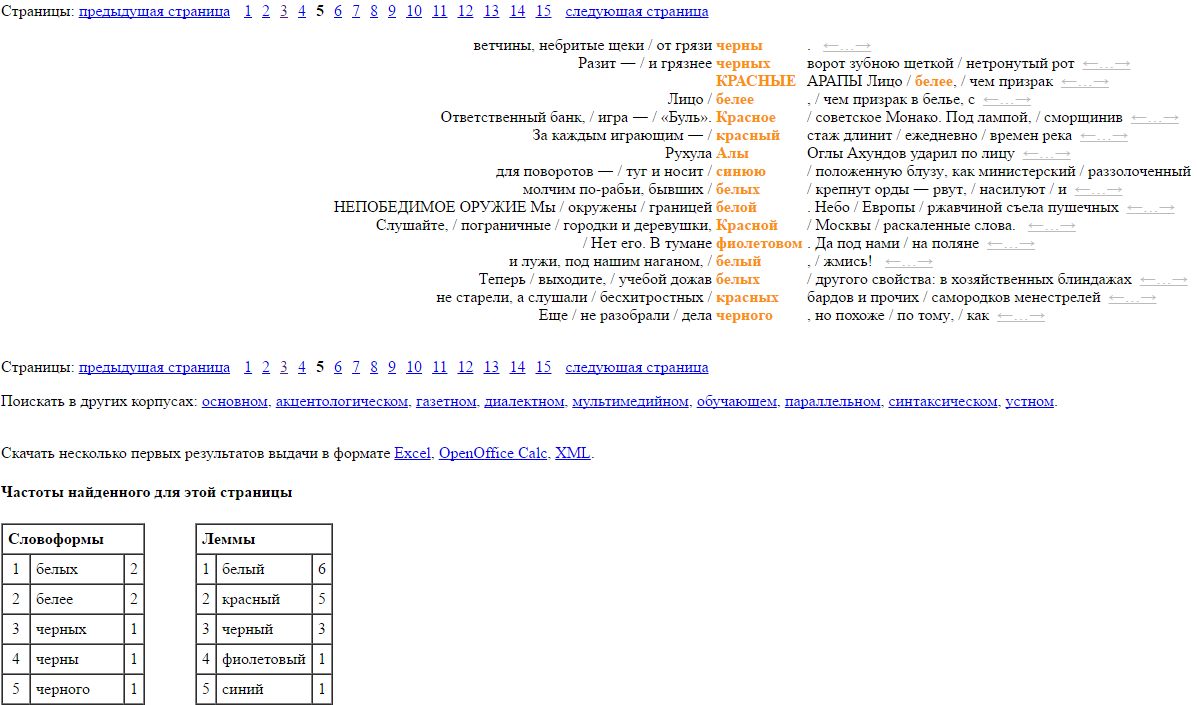 Страницы: предыдущая страница 1 2 3 4 5 6 7 8 9 10 11 12 13 14 15 следующая страница
ветчины, небритые щеки / от грязи черны . ←…→
Разит — / и грязнее черных ворот зубною щеткой / нетронутый рот ←…→
КРАСНЫЕ АРАПЫ Лицо / белее, / чем призрак ←…→
Лицо / белее , / чем призрак в белье, с ←…→
Ответственный банк, / игра — / «Буль». Красное / советское Монако. Под лампой, / сморщинив ←…→
За каждым играющим — / красный стаж длинит / ежедневно / времен река ←…→
Рухула Алы Оглы Ахундов ударил по лицу ←…→
для поворотов — / туг и носит / синюю / положенную блузу, как министерский / раззолоченный
молчим по-рабьи, бывших / белых / крепнут орды — рвут, / насилуют / и ←…→
НЕПОБЕДИМОЕ ОРУЖИЕ Мы / окружены / границей белой . Небо / Европы / ржавчиной съела пушечных ←…→
Слушайте, / пограничные / городки и деревушки, Красной / Москвы / раскаленные слова. ←…→
/ Нет его. В тумане фиолетовом . Да под нами / на поляне ←…→
и лужи, под нашим наганом, / белый , / жмись! ←…→
Теперь / выходите, / учебой дожав белых / другого свойства: в хозяйственных блиндажах ←…→
не старели, а слушали / бесхитростных / красных бардов и прочих / самородков менестрелей ←…→
Еще / не разобрали / дела черного , но похоже / по тому, / как ←…→
Страницы: предыдущая страница 1 2 3 4 5 6 7 8 9 10 11 12 13 14 15 следующая страница
Поискать в других корпусах: основном, акцентологическом, газетном, диалектном, мультимедийном, обучающем, параллельном, синтаксическом, устном.
Скачать несколько первых результатов выдачи в формате Excel, OpenOffice Calc, XML.
Частоты найденного для этой страницы
Словоформы
1 белых 2
2 белее 2
3 черных 1
4 черны 1
5 черного 1
Леммы
1 белый 6
2 красный 5
3 черный 3
4 фиолетовый 1
5 синий 1